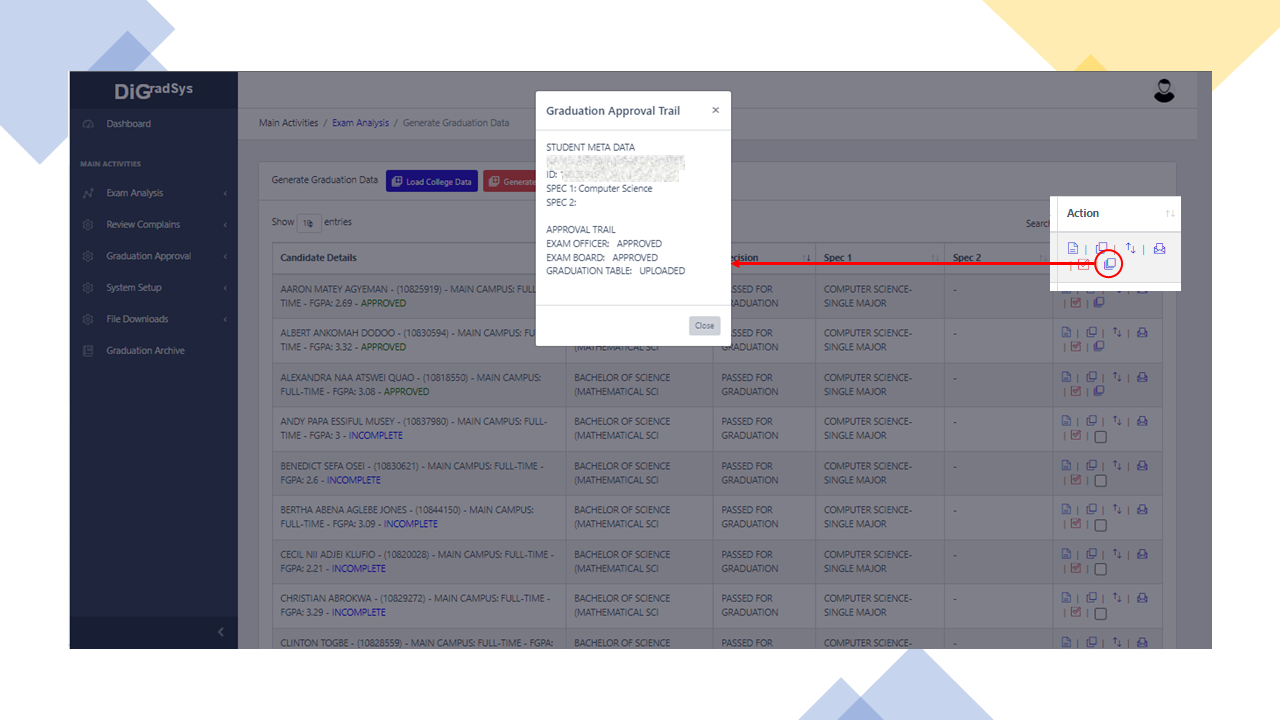 DiGradSys
Dashboard
MAIN ACTIVITIES
Exam Analysis
Review Complains
Graduation Approval
System Setup
File Downloads
Graduation Archive
Main Activities / Exam Analysis / Generate Graduation Data
Generate Graduation Data
Load College Data
Generate
Show 10 entries
Search
Graduation Approval Trail ×
STUDENT META DATA
ID:
SPEC 1: Computer Science
SPEC 2:
APPROVAL TRAIL
EXAM OFFICER: APPROVED
EXAM BOARD: APPROVED
GRADUATION TABLE: UPLOADED
Close
Action
Candidate Details
Spec 1
Spec 2
AARON MATEY AGYEMAN - (10825919) - MAIN CAMPUS: FULL
TIME - FGPA: 2.69 - APPROVED
GRADUATION
COMPUTER SCIENCE-
SINGLE MAJOR
-
ALBERT ANKOMAH DODOO - (10830594) - MAIN CAMPUS: FU
TIME - FGPA: 3.32 - APPROVED
(MATHEMATICAL SCI
GRADUATION
COMPUTER SCIENCE-
SINGLE MAJOR
-
ALEXANDRA NAA ATSWEI QUAO - (10818550) - MAIN CAMPUS:
FULL-TIME - FGPA: 3.08 - APPROVED
BACHELOR OF SCIENCE
(MATHEMATICAL SCI
PASSED FOR
GRADUATION
COMPUTER SCIENCE-
SINGLE MAJOR
-
ANDY PAPA ESSIFUL MUSEY - (10837980) - MAIN CAMPUS: FULL-
TIME - FGPA: 3 - INCOMPLETE
BACHELOR OF SCIENCE
(MATHEMATICAL SCI
PASSED FOR
GRADUATION
COMPUTER SCIENCE-
SINGLE MAJOR
-
BENEDICT SEFA OSEI - (10830621) - MAIN CAMPUS: FULL-TIME -
FGPA: 2.6 - INCOMPLETE
BACHELOR OF SCIENCE
(MATHEMATICAL SCI
PASSED FOR
GRADUATION
COMPUTER SCIENCE-
SINGLE MAJOR
-
BERTHA ABENA AGLEBE JONES - (10844150) - MAIN CAMPUS:
FULL-TIME - FGPA: 3.09 - INCOMPLETE
BACHELOR OF SCIENCE
(MATHEMATICAL SCI
PASSED FOR
GRADUATION
COMPUTER SCIENCE-
SINGLE MAJOR
-
CECIL NII ADJEI KLUFIO - (10820028) - MAIN CAMPUS: FULL-TIME -
FGPA: 2.21 - INCOMPLETE
BACHELOR OF SCIENCE
(MATHEMATICAL SCI
PASSED FOR
GRADUATION
COMPUTER SCIENCE-
SINGLE MAJOR
-
CHRISTIAN ABROKWA - (10829272) - MAIN CAMPUS: FULL-TIME -
FGPA: 3.29 - INCOMPLETE
BACHELOR OF SCIENCE
(MATHEMATICAL SCI
PASSED FOR
GRADUATION
COMPUTER SCIENCE-
SINGLE MAJOR
-
CLINTON TOGBE - (10828559) - MAIN CAMPUS: FULL-TIME - FGPA:
BACHELOR OF SCIENCE
PASSED FOR
COMPUTER SCIENCE-
-